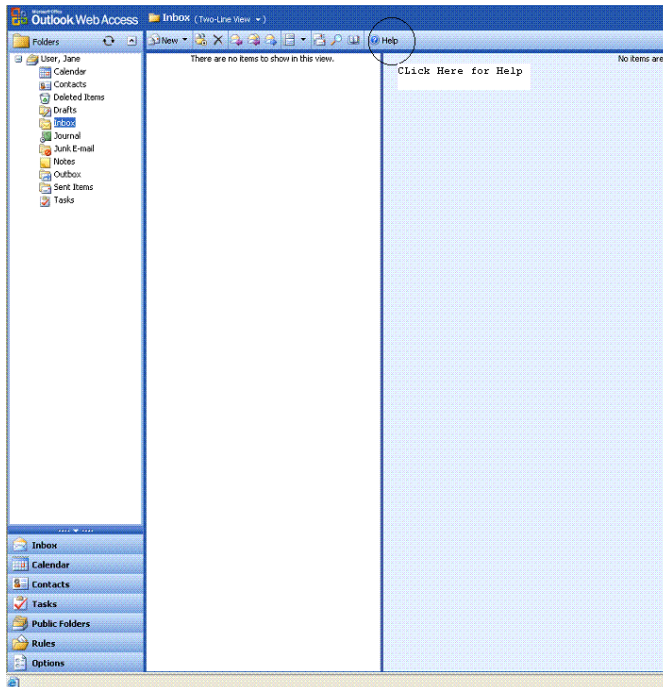 Microsoft Office
Outlook Web Access
Inbox (Two-Line View)
Folders
New
Help
User, Jane
Calendar
Contacts
Deleted Items
Drafts
Inbox
Journal
Junk E-mail
Notes
Outbox
Sent Items
Tasks
There are no items to show in this view.
No items are
CLick Here for Help
Inbox
Calendar
Contacts
Tasks
Public Folders
Rules
Options